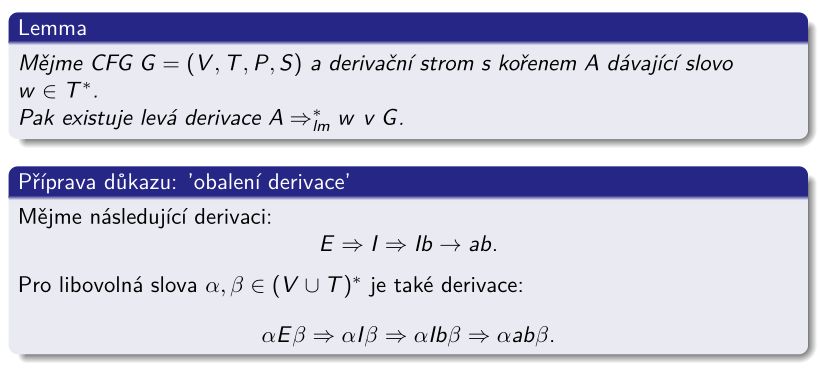 Lemma
Mějme CFG G = (V, T, P, S) a derivační strom s kořenem A dávající slovo
w ∈ T*.
Pak existuje levá derivace A ⇒*lm w v G.
Příprava důkazu: 'obalení derivace'
Mějme následující derivaci:
E ⇒ I ⇒ Ib → ab.
Pro libovolná slova α, β ∈ (V ∪ T)* je také derivace:
αEβ ⇒ αIβ ⇒ αIbβ ⇒ αabβ.